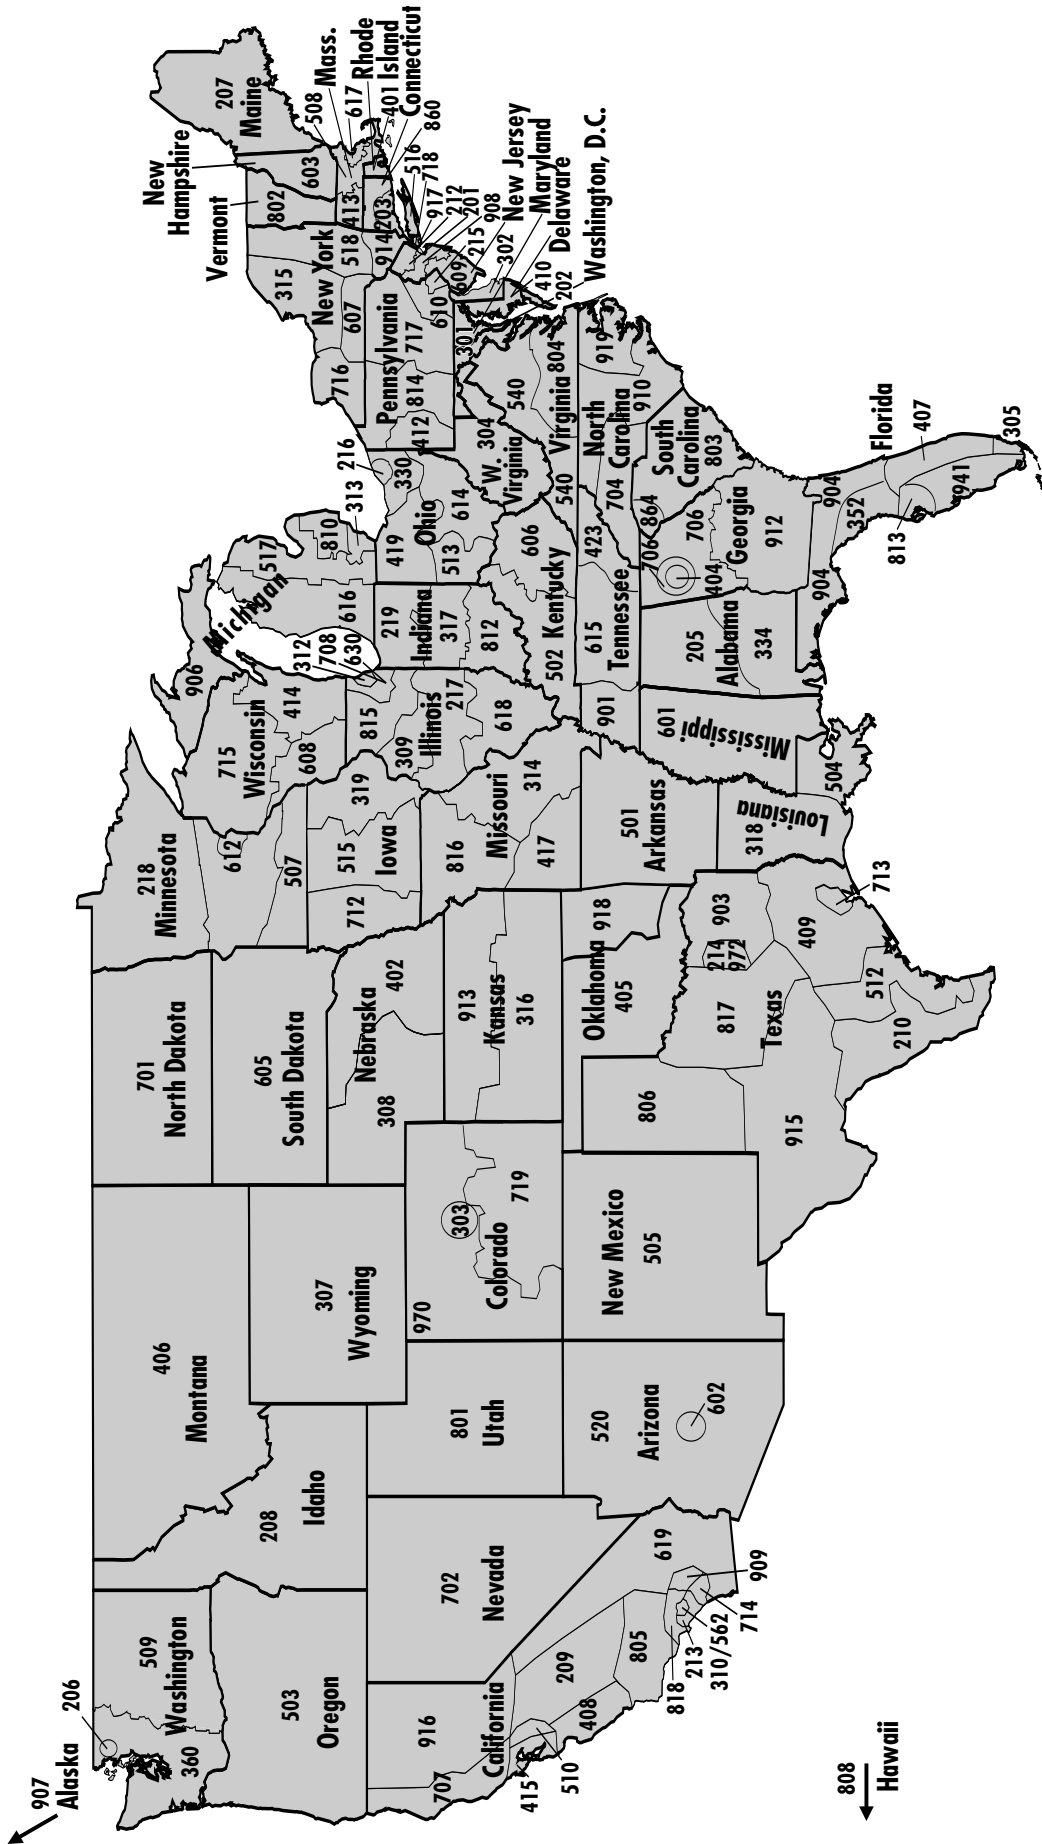 907
Alaska
206
360
509
Washington
503
Oregon
208
Idaho
406
Montana
307
Wyoming
701
North Dakota
605
South Dakota
218
Minnesota
612
507
715
Wisconsin
414
608
906
Michigan
517
616
810
313
New
Hampshire
Vermont
207
Maine
603
802
508
Mass.
617
Rhode
Island
401
Connecticut
860
413
203
516
718
917
212
201
908
New Jersey
Maryland
Delaware
Washington, D.C.
315
New York
518
914
607
716
Pennsylvania
717
814
412
610
215
609
302
410
202
301
216
330
Ohio
419
614
513
219
Indiana
317
812
312
708
630
815
309
Illinois
217
618
319
515
Iowa
712
402
Nebraska
308
913
Kansas
316
816
Missouri
314
417
970
303
719
Colorado
801
Utah
702
Nevada
707
916
California
415
510
408
209
805
619
818
213
310/562
714
909
520
Arizona
602
New Mexico
505
Oklahoma
918
405
806
817
Texas
214
972
903
409
713
512
210
915
501
Arkansas
318
Louisiana
504
601
Mississippi
205
Alabama
334
901
615
Tennessee
423
502
Kentucky
606
304
W.
Virginia
540
Virginia
540
804
919
North
Carolina
910
704
South
Carolina
803
864
706
706
404
Georgia
912
Florida
904
904
352
407
813
941
305
808
Hawaii